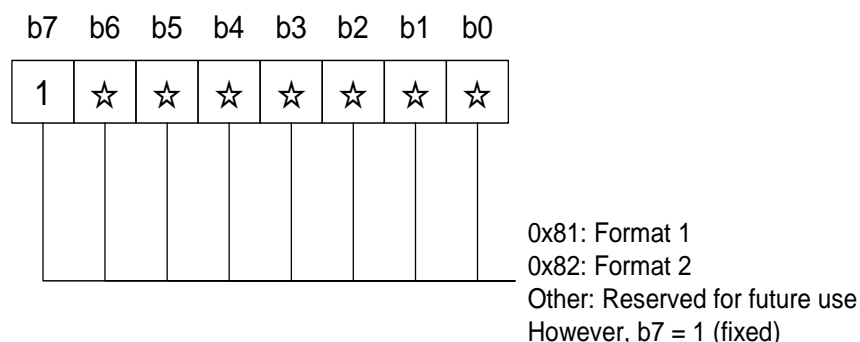 b7 b6 b5 b4 b3 b2 b1 b0
1 ☆ ☆ ☆ ☆ ☆ ☆ ☆
0x81: Format 1
0x82: Format 2
Other: Reserved for future use
However, b7 = 1 (fixed)